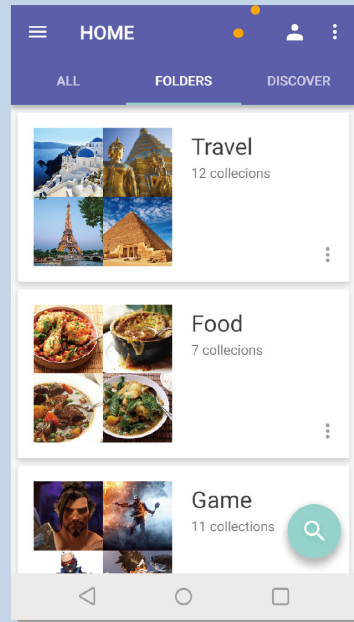 HOME
ALL FOLDERS DISCOVER
Travel
12 collecions
Food
7 collecions
Game
11 collections